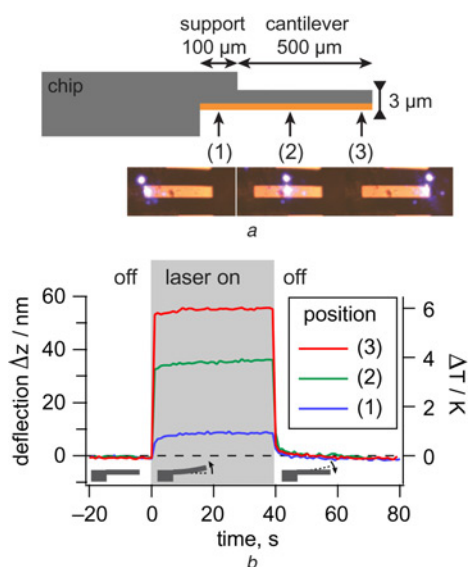 support cantilever
100 µm 500 µm
chip
3 µm
(1) (2) (3)
a
off laser on off
60
40
20
0
deflection Δz / nm
position
(3)
(2)
(1)
6
4
2
0
ΔT / K
−20 0 20 40 60 80
time, s
b